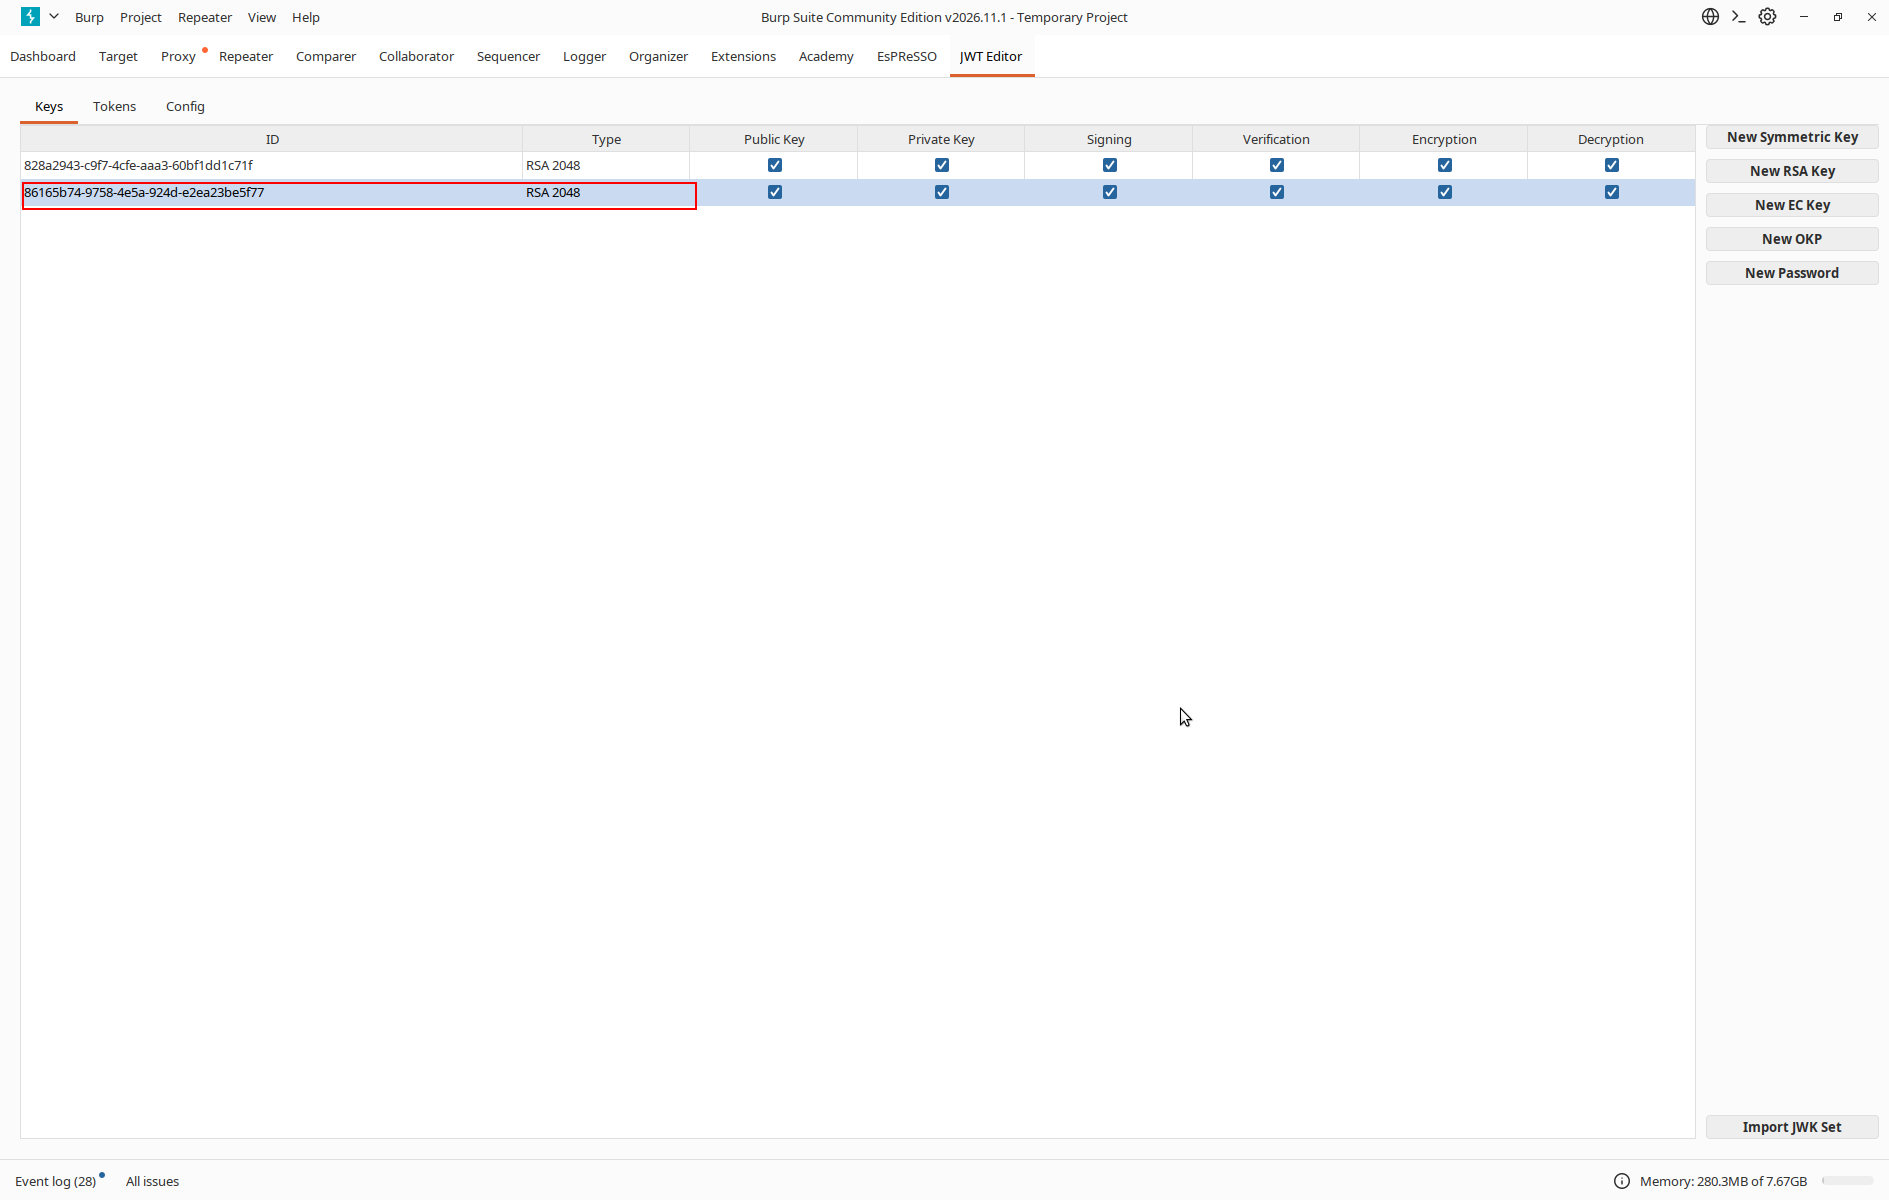 Burp Project Repeater View Help Burp Suite Community Edition v2026.11.1 - Temporary Project
Dashboard Target Proxy Repeater Comparer Collaborator Sequencer Logger Organizer Extensions Academy EsPReSSO JWT Editor
Keys Tokens Config
ID Type Public Key Private Key Signing Verification Encryption Decryption
828a2943-c9f7-4cfe-aaa3-60bf1dd1c71f RSA 2048
86165b74-9758-4e5a-924d-e2ea23be5f77 RSA 2048
New Symmetric Key
New RSA Key
New EC Key
New OKP
New Password
Import JWK Set
Event log (28) All issues Memory: 280.3MB of 7.67GB